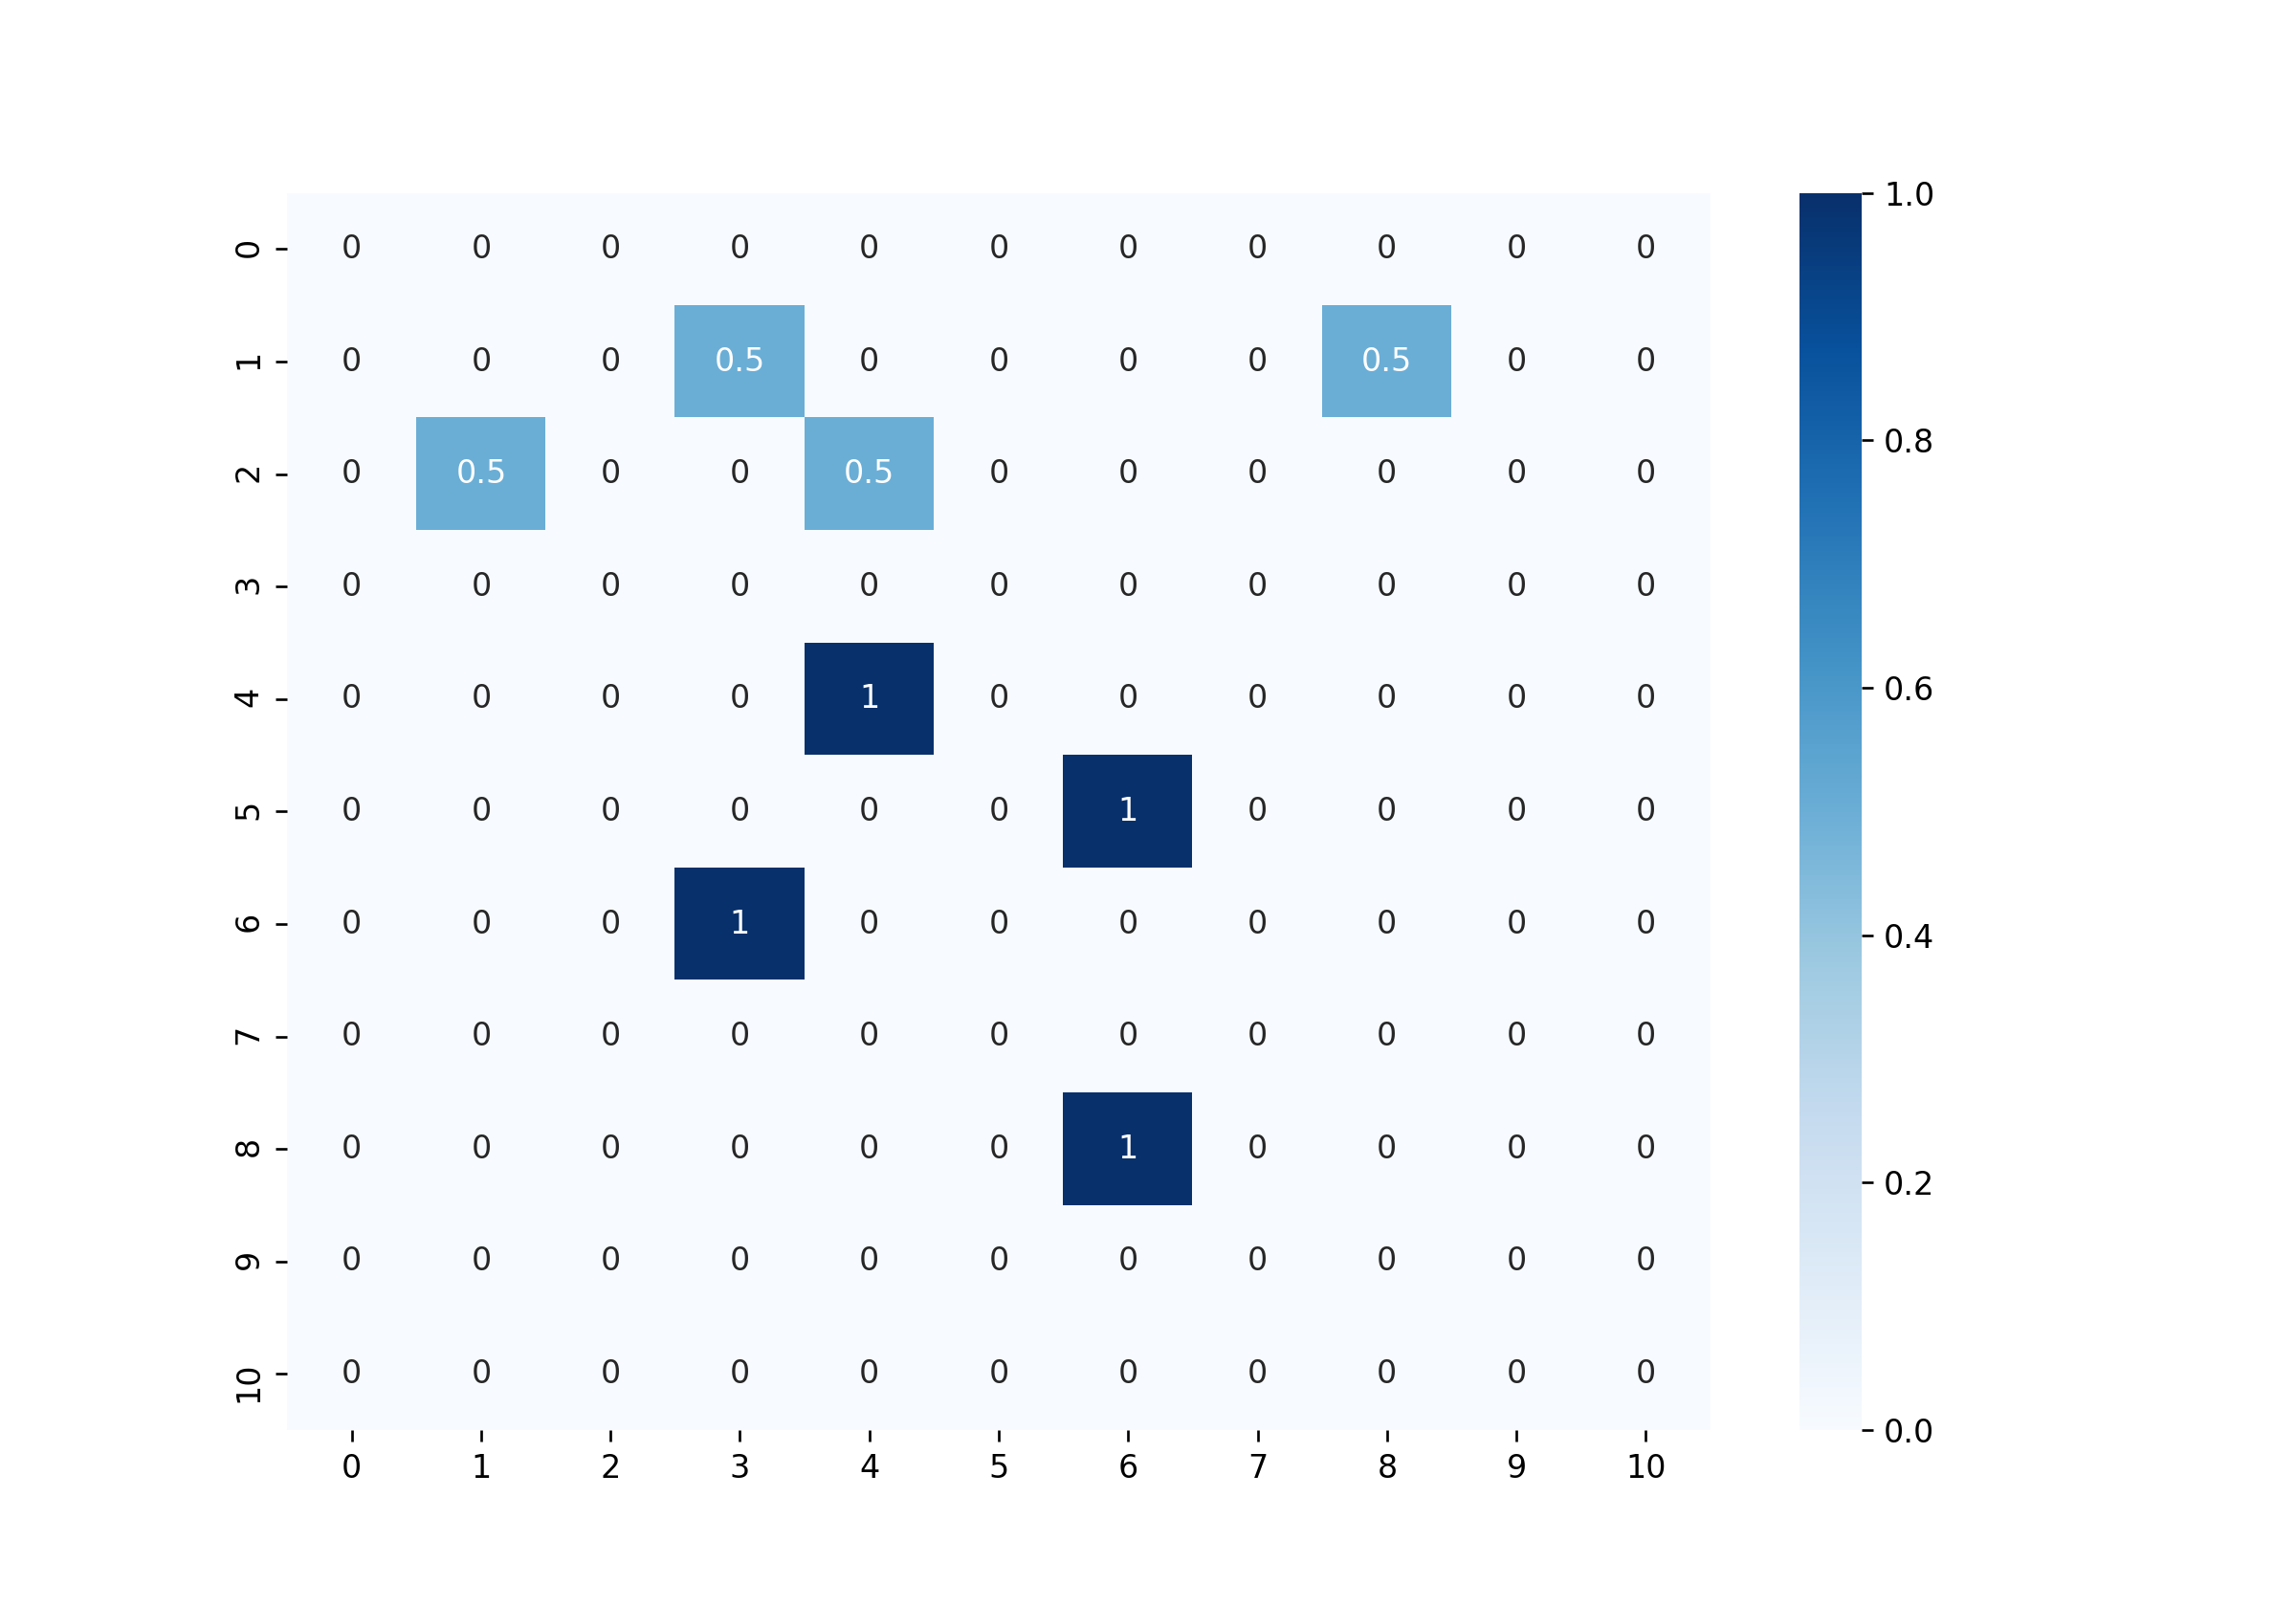 0 0 0 0 0 0 0 0 0 0 0 0
1 0 0 0 0.5 0 0 0 0 0.5 0 0
2 0 0.5 0 0 0.5 0 0 0 0 0 0
3 0 0 0 0 0 0 0 0 0 0 0
4 0 0 0 0 1 0 0 0 0 0 0
5 0 0 0 0 0 0 1 0 0 0 0
6 0 0 0 1 0 0 0 0 0 0 0
7 0 0 0 0 0 0 0 0 0 0 0
8 0 0 0 0 0 0 1 0 0 0 0
9 0 0 0 0 0 0 0 0 0 0 0
10 0 0 0 0 0 0 0 0 0 0 0
0 1 2 3 4 5 6 7 8 9 10
1.0
0.8
0.6
0.4
0.2
0.0